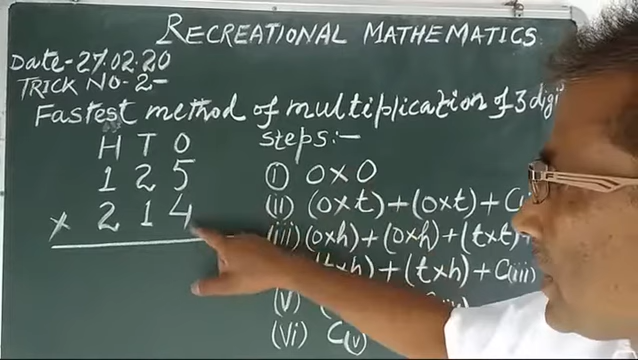 RECREATIONAL MATHEMATICS
Date-27.02.20
TRICK NO-2-
Fastest method of multiplication of 3 digi
H T O
1 2 5
× 2 1 4
steps:-
(i) O×O
(ii) (o×t)+(o×t)+C
(iii) (o×h)+(o×h)+(t×t)
(t×h)+(t×h)+C(iii)
(v)
(vi) C(v)